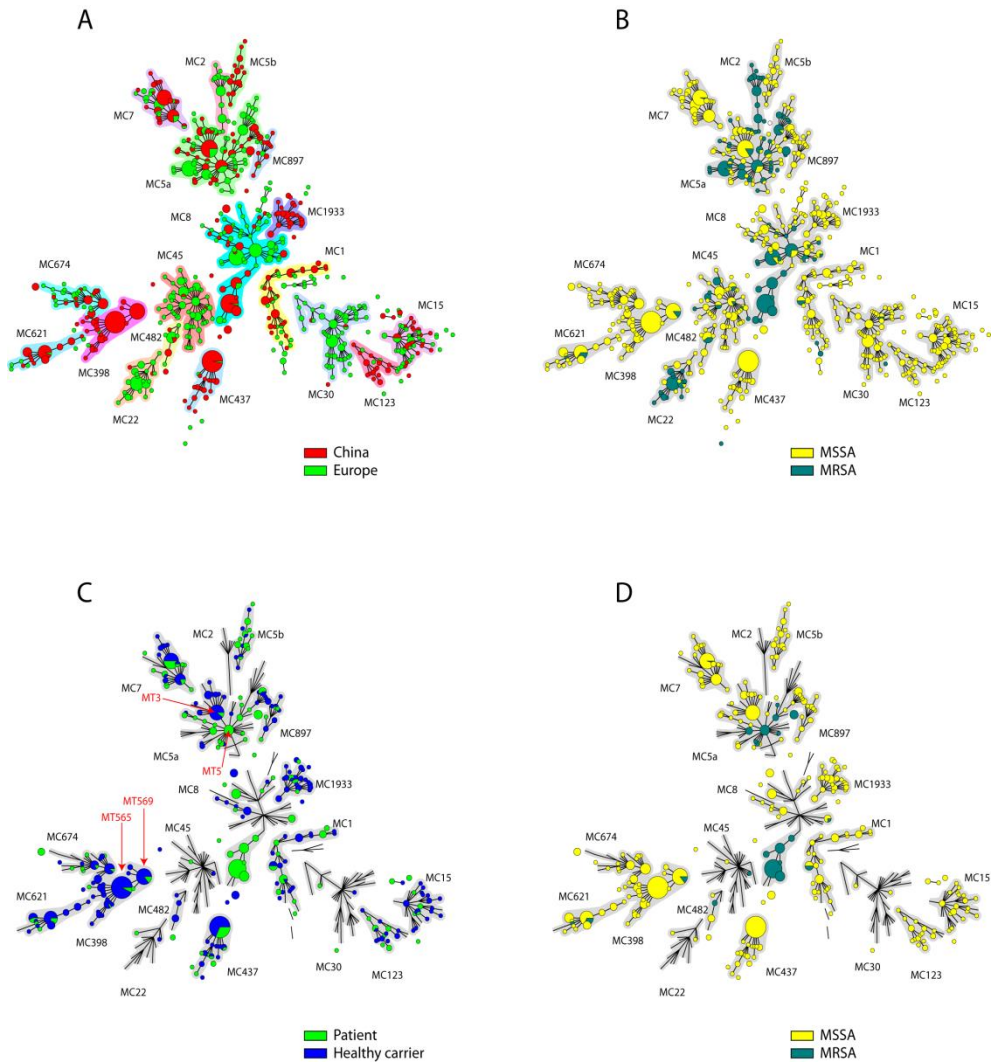 A
MC2
MC5b
MC7
MC897
MC5a
MC8
MC1933
MC45
MC1
MC674
MC15
MC621
MC482
MC398
MC437
MC30
MC123
MC22
China
Europe
B
MC2
MC5b
MC7
MC897
MC5a
MC8
MC1933
MC45
MC1
MC674
MC15
MC621
MC482
MC398
MC437
MC30
MC123
MC22
MSSA
MRSA
C
MC2
MC5b
MC7
MT3
MC897
MC5a
MT5
MC8
MC1933
MT569
MT565
MC45
MC1
MC674
MC15
MC621
MC482
MC398
MC437
MC30
MC123
MC22
Patient
Healthy carrier
D
MC2
MC5b
MC7
MC897
MC5a
MC8
MC1933
MC45
MC1
MC674
MC15
MC621
MC482
MC398
MC437
MC30
MC123
MC22
MSSA
MRSA